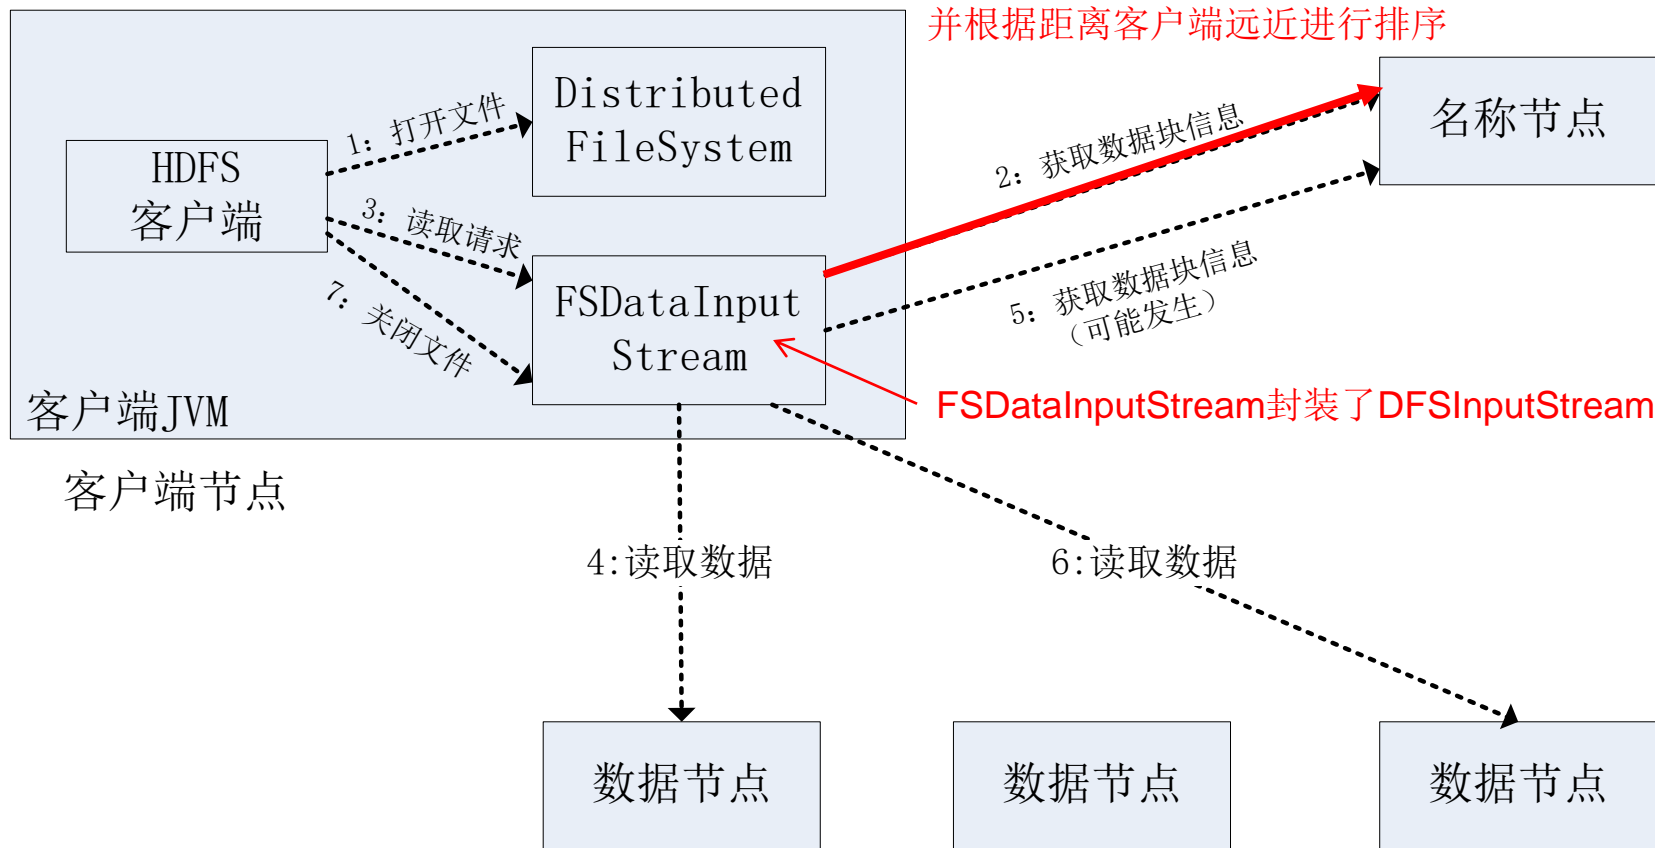 并根据距离客户端远近进行排序
Distributed
FileSystem
名称节点
1: 打开文件
2: 获取数据块信息
HDFS
客户端
3: 读取请求
5: 获取数据块信息
（可能发生）
FSDataInput
Stream
7: 关闭文件
FSDataInputStream封装了DFSInputStream
客户端JVM
客户端节点
4:读取数据
6:读取数据
数据节点
数据节点
数据节点